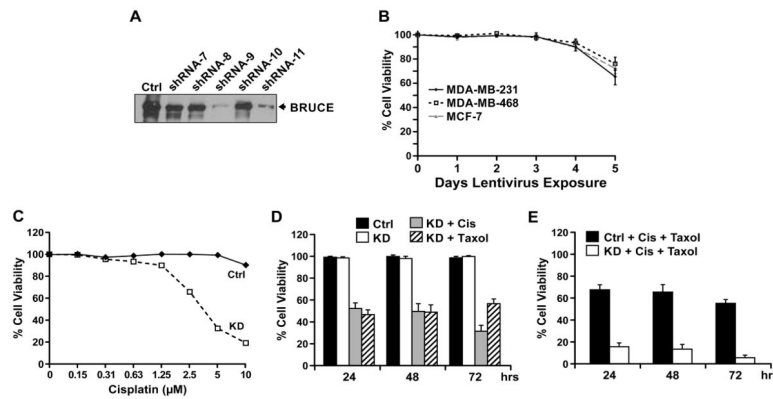 A
Ctrl
shRNA-7
shRNA-8
shRNA-9
shRNA-10
shRNA-11
BRUCE
B
% Cell Viability
100
80
60
40
20
0
0 1 2 3 4 5
Days Lentivirus Exposure
MDA-MB-231
MDA-MB-468
MCF-7
C
% Cell Viability
120
100
80
60
40
20
0
Ctrl
KD
0 0.15 0.31 0.63 1.25 2.5 5 10
Cisplatin (μM)
D
Ctrl
KD
KD + Cis
KD + Taxol
% Cell Viability
120
100
80
60
40
20
0
24 48 72 hrs
E
Ctrl + Cis + Taxol
KD + Cis + Taxol
% Cell Viability
120
100
80
60
40
20
0
24 48 72 hr